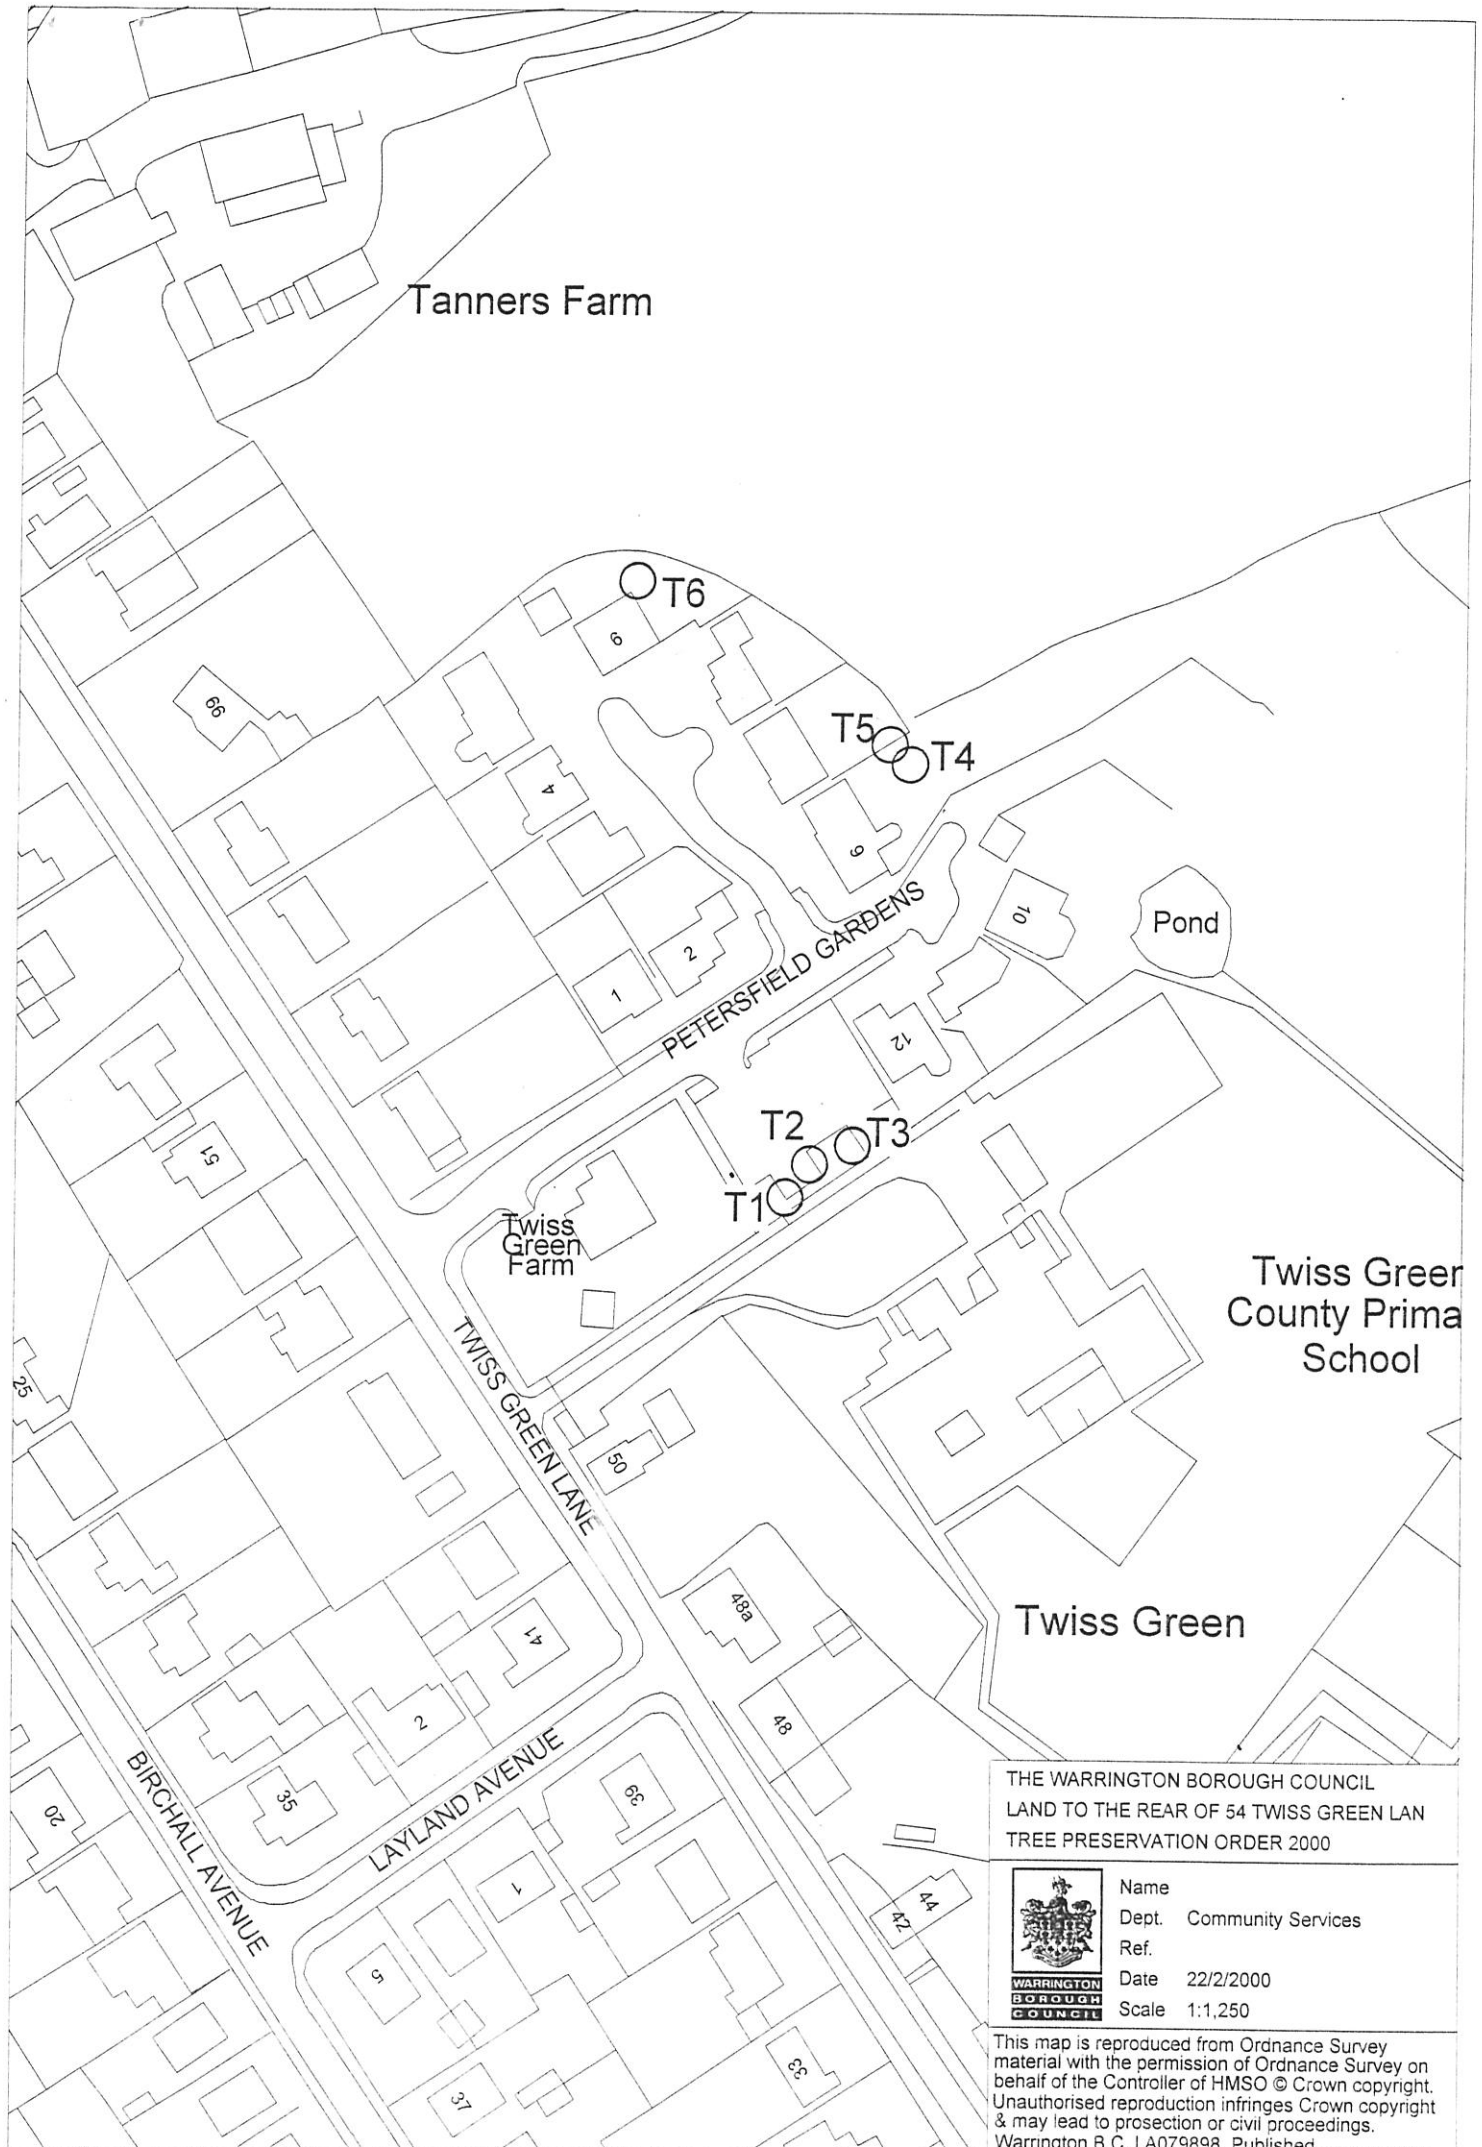 Tanners Farm
T6
6
66
T5
T4
4
9
10
Pond
2
1
PETERSFIELD GARDENS
12
T2
T3
51
T1
Twiss
Green
Farm
Twiss Green
County Prima
School
TWISS GREEN LANE
25
50
48a
Twiss Green
41
2
48
BIRCHALL AVENUE
35
LAYLAND AVENUE
39
20
1
44
42
5
33
37
THE WARRINGTON BOROUGH COUNCIL
LAND TO THE REAR OF 54 TWISS GREEN LAN
TREE PRESERVATION ORDER 2000
Name
Dept. Community Services
Ref.
Date 22/2/2000
Scale 1:1,250
WARRINGTON
BOROUGH
COUNCIL
This map is reproduced from Ordnance Survey
material with the permission of Ordnance Survey on
behalf of the Controller of HMSO © Crown copyright.
Unauthorised reproduction infringes Crown copyright
& may lead to prosection or civil proceedings.
Warrington B.C. LA079898. Published